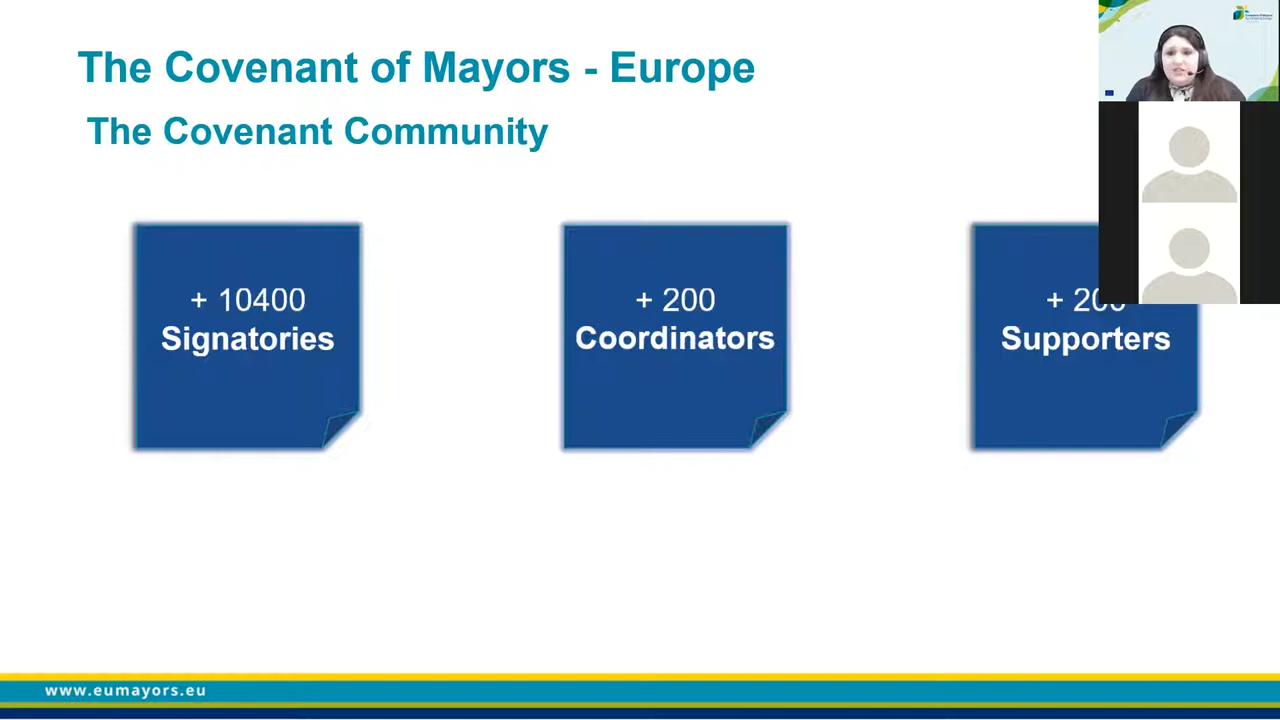 The Covenant of Mayors - Europe
The Covenant Community
+ 10400
Signatories
+ 200
Coordinators
+ 200
Supporters
www.eumayors.eu